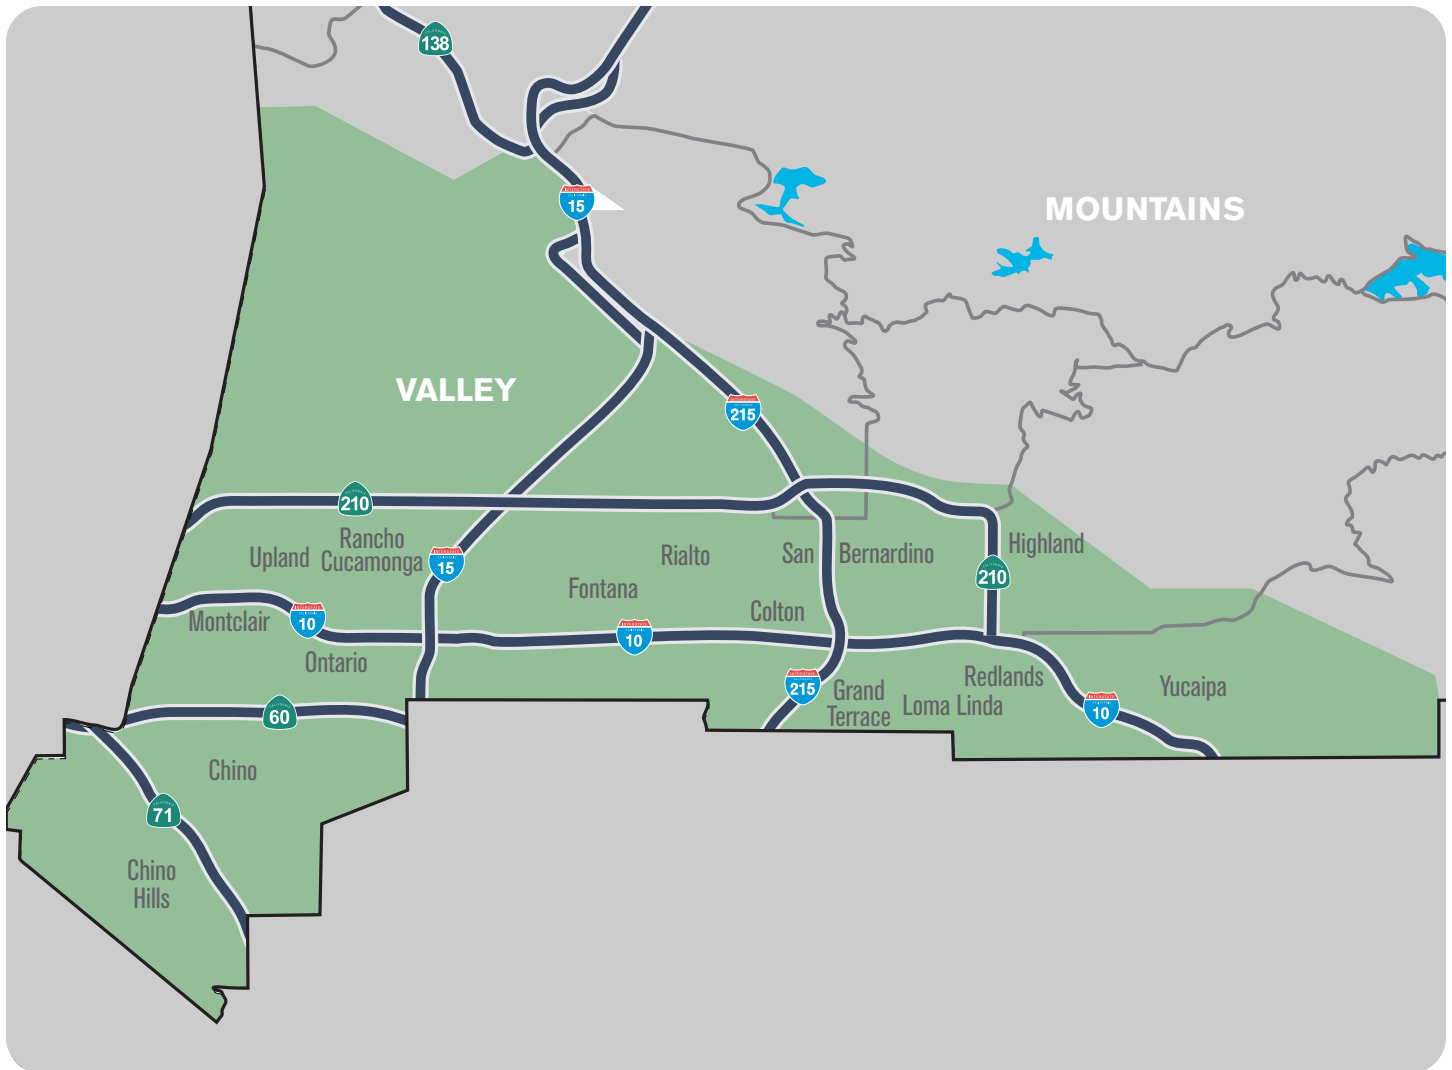 138
15
MOUNTAINS
VALLEY
215
210
Rancho
Cucamonga
Upland
15
Rialto
San Bernardino
Highland
210
Fontana
Montclair
10
Colton
10
Ontario
215
Grand
Terrace
Loma Linda
Redlands
10
Yucaipa
60
Chino
71
Chino
Hills